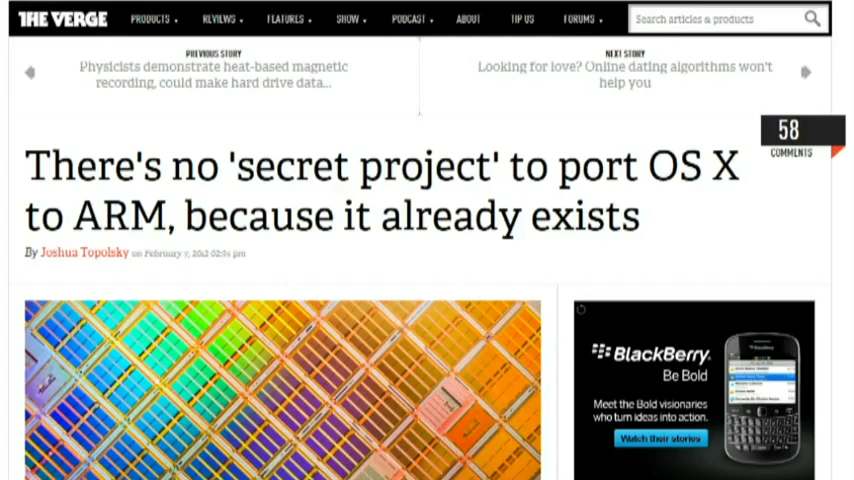 THE VERGE PRODUCTS REVIEWS FEATURES SHOW PODCAST ABOUT TIP US FORUMS Search articles & products
PREVIOUS STORY
Physicists demonstrate heat-based magnetic
recording, could make hard drive data...
NEXT STORY
Looking for love? Online dating algorithms won't
help you
58
COMMENTS
There's no 'secret project' to port OS X
to ARM, because it already exists
By Joshua Topolsky on February 7, 2012 02:54 pm
BlackBerry.
Be Bold
Meet the Bold visionaries
who turn ideas into action.
Watch their stories